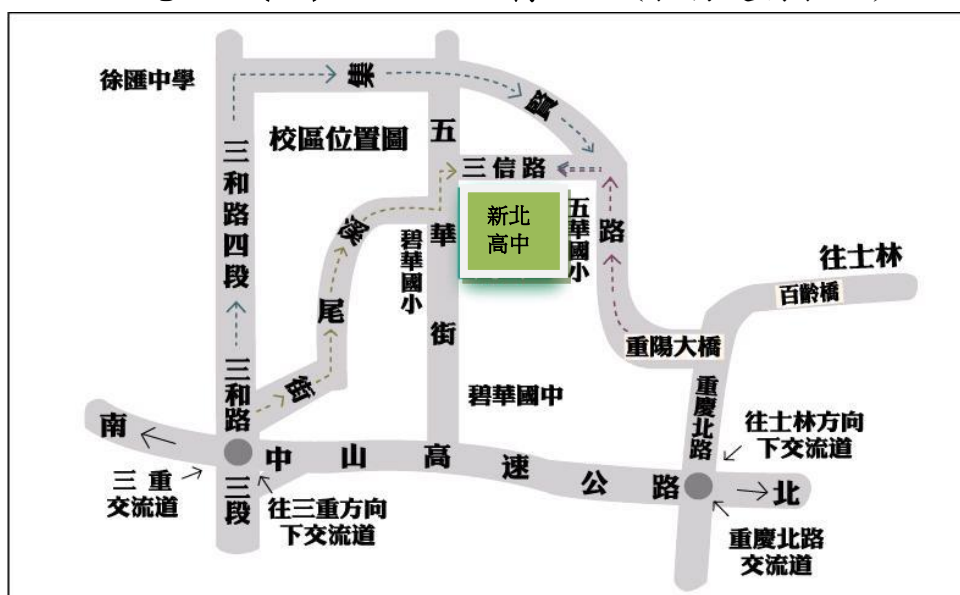 徐匯中學
集
賢
路
校區位置圖
五
華
街
三信路
三和路四段
溪
尾
街
碧華國小
新北
高中
五華國小
往士林
百齡橋
重陽大橋
三和路
三段
碧華國中
重慶北路
往士林方向
下交流道
南
中山高速公路
北
三重
交流道
往三重方向
下交流道
重慶北路
交流道